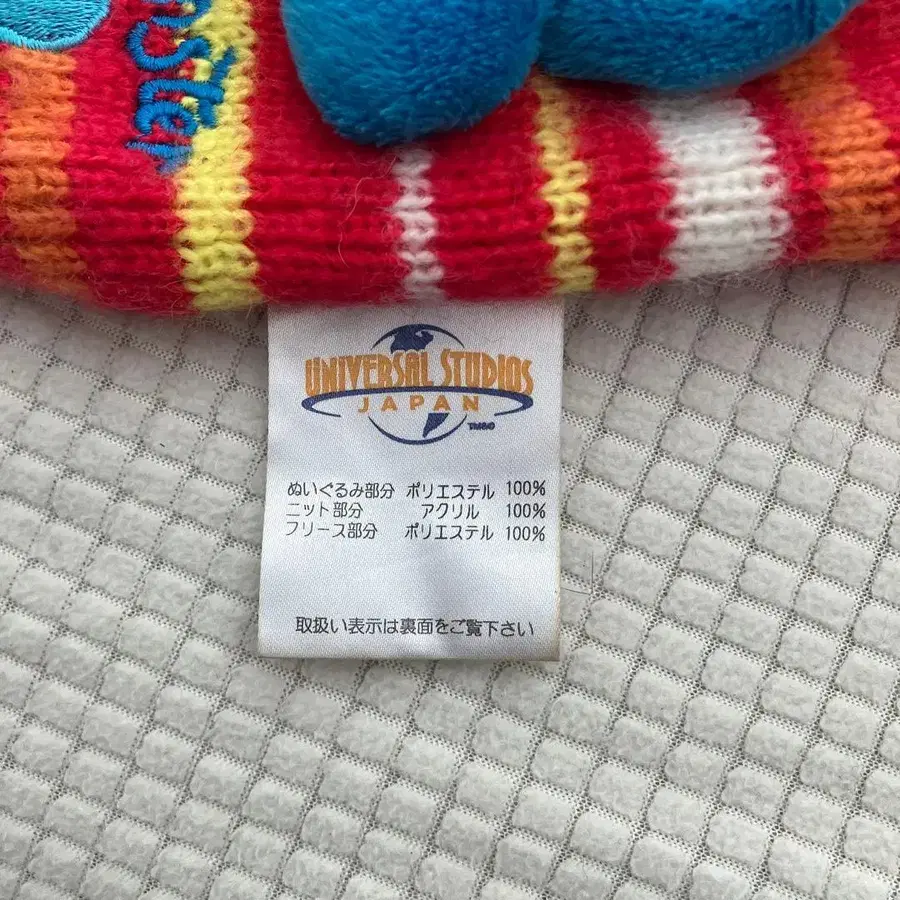 UNIVERSAL STUDIOS
JAPAN
ぬいぐるみ部分 ポリエステル 100%
ニット部分 アクリル 100%
フリース部分 ポリエステル 100%
取扱い表示は裏面をご覧下さい